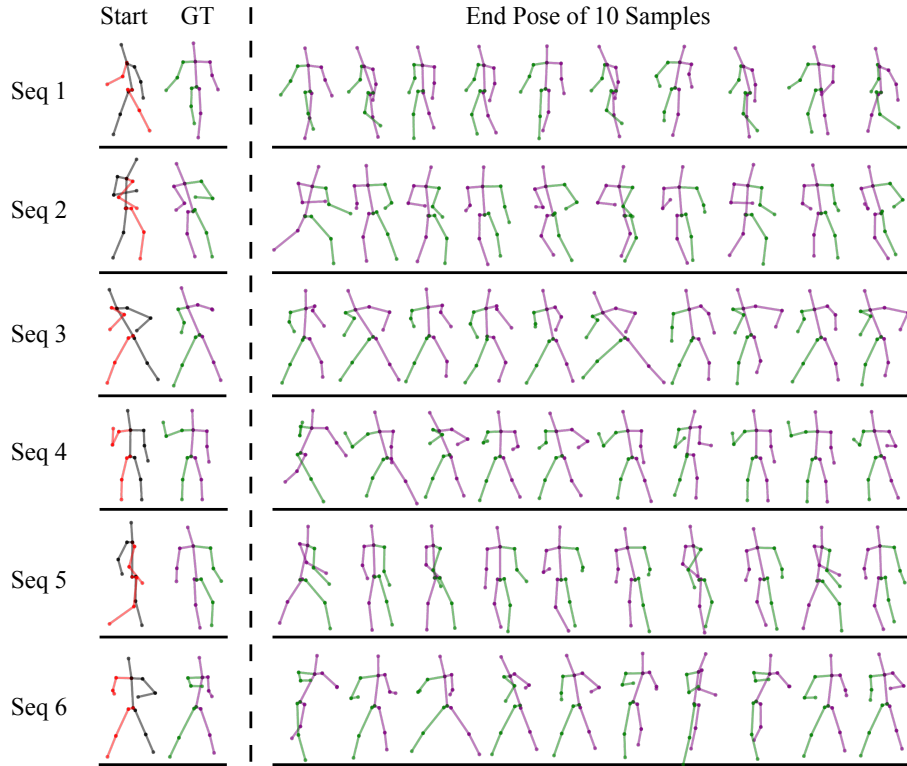 Start GT End Pose of 10 Samples
Seq 1
Seq 2
Seq 3
Seq 4
Seq 5
Seq 6